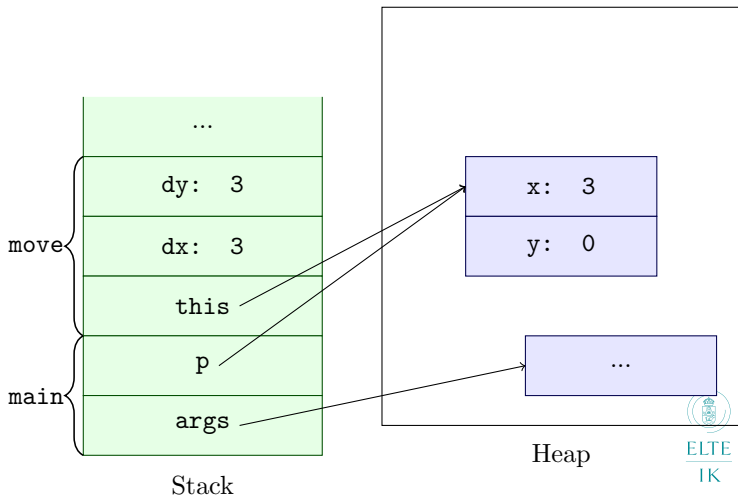 ...
dy: 3
dx: 3
this
p
args
move
main
Stack
x: 3
y: 0
...
Heap
ELTE
IK